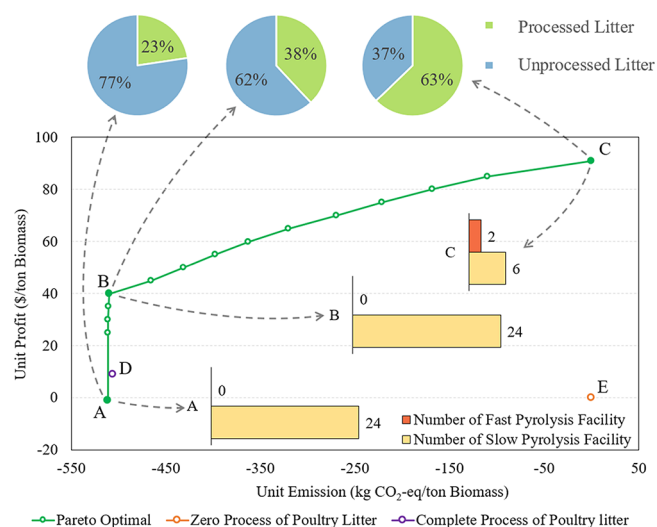 Processed Litter
Unprocessed Litter
23%
77%
38%
62%
37%
63%
100
80
60
40
20
0
-20
Unit Profit ($/ton Biomass)
A
B
C
D
E
C
2
6
B
0
24
A
0
24
Number of Fast Pyrolysis Facility
Number of Slow Pyrolysis Facility
-550 -450 -350 -250 -150 -50 50
Unit Emission (kg CO₂-eq/ton Biomass)
Pareto Optimal Zero Process of Poultry Litter Complete Process of Poultry litter